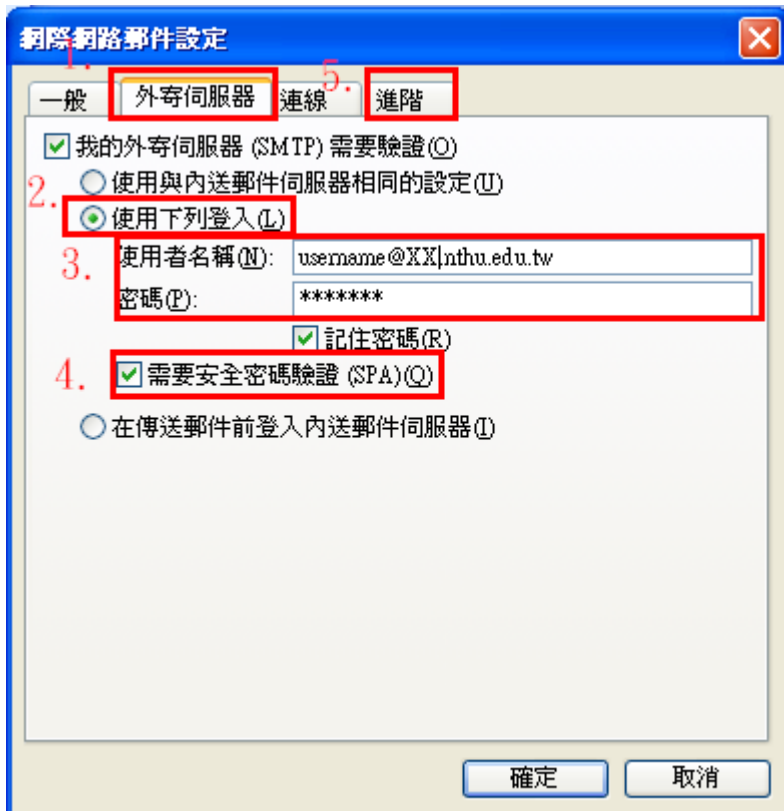 網際網路郵件設定
1.
一般 外寄伺服器 連線 5. 進階
我的外寄伺服器 (SMTP) 需要驗證(O)
使用與內送郵件伺服器相同的設定(U)
2. 使用下列登入(L)
3. 使用者名稱(N): username@XX|nthu.edu.tw
密碼(P): *******
記住密碼(R)
4. 需要安全密碼驗證 (SPA)(Q)
在傳送郵件前登入內送郵件伺服器(I)
確定 取消